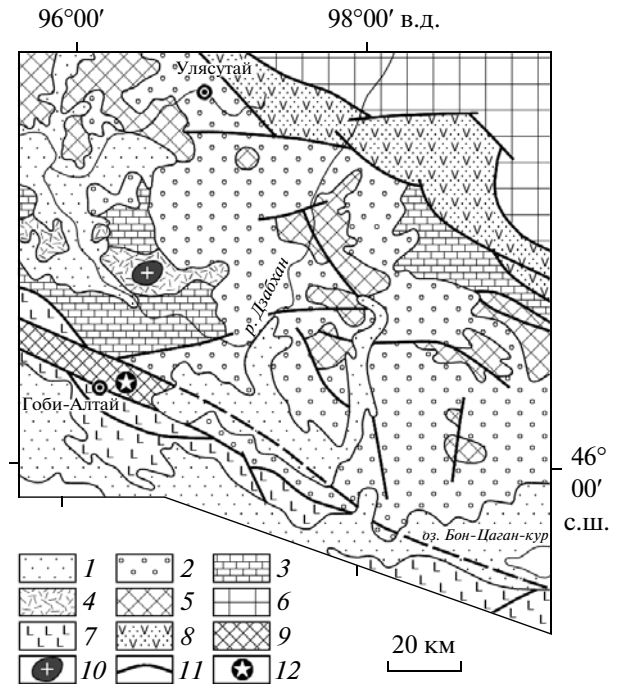 96°00′ 98°00′ в.д.
Улясутай
р. Дзабхан
Гоби-Алтай
46°
00′
с.ш.
оз. Бон-Цаган-кур
1 2 3
4 5 6
7 8 9
10 11 12
20 км